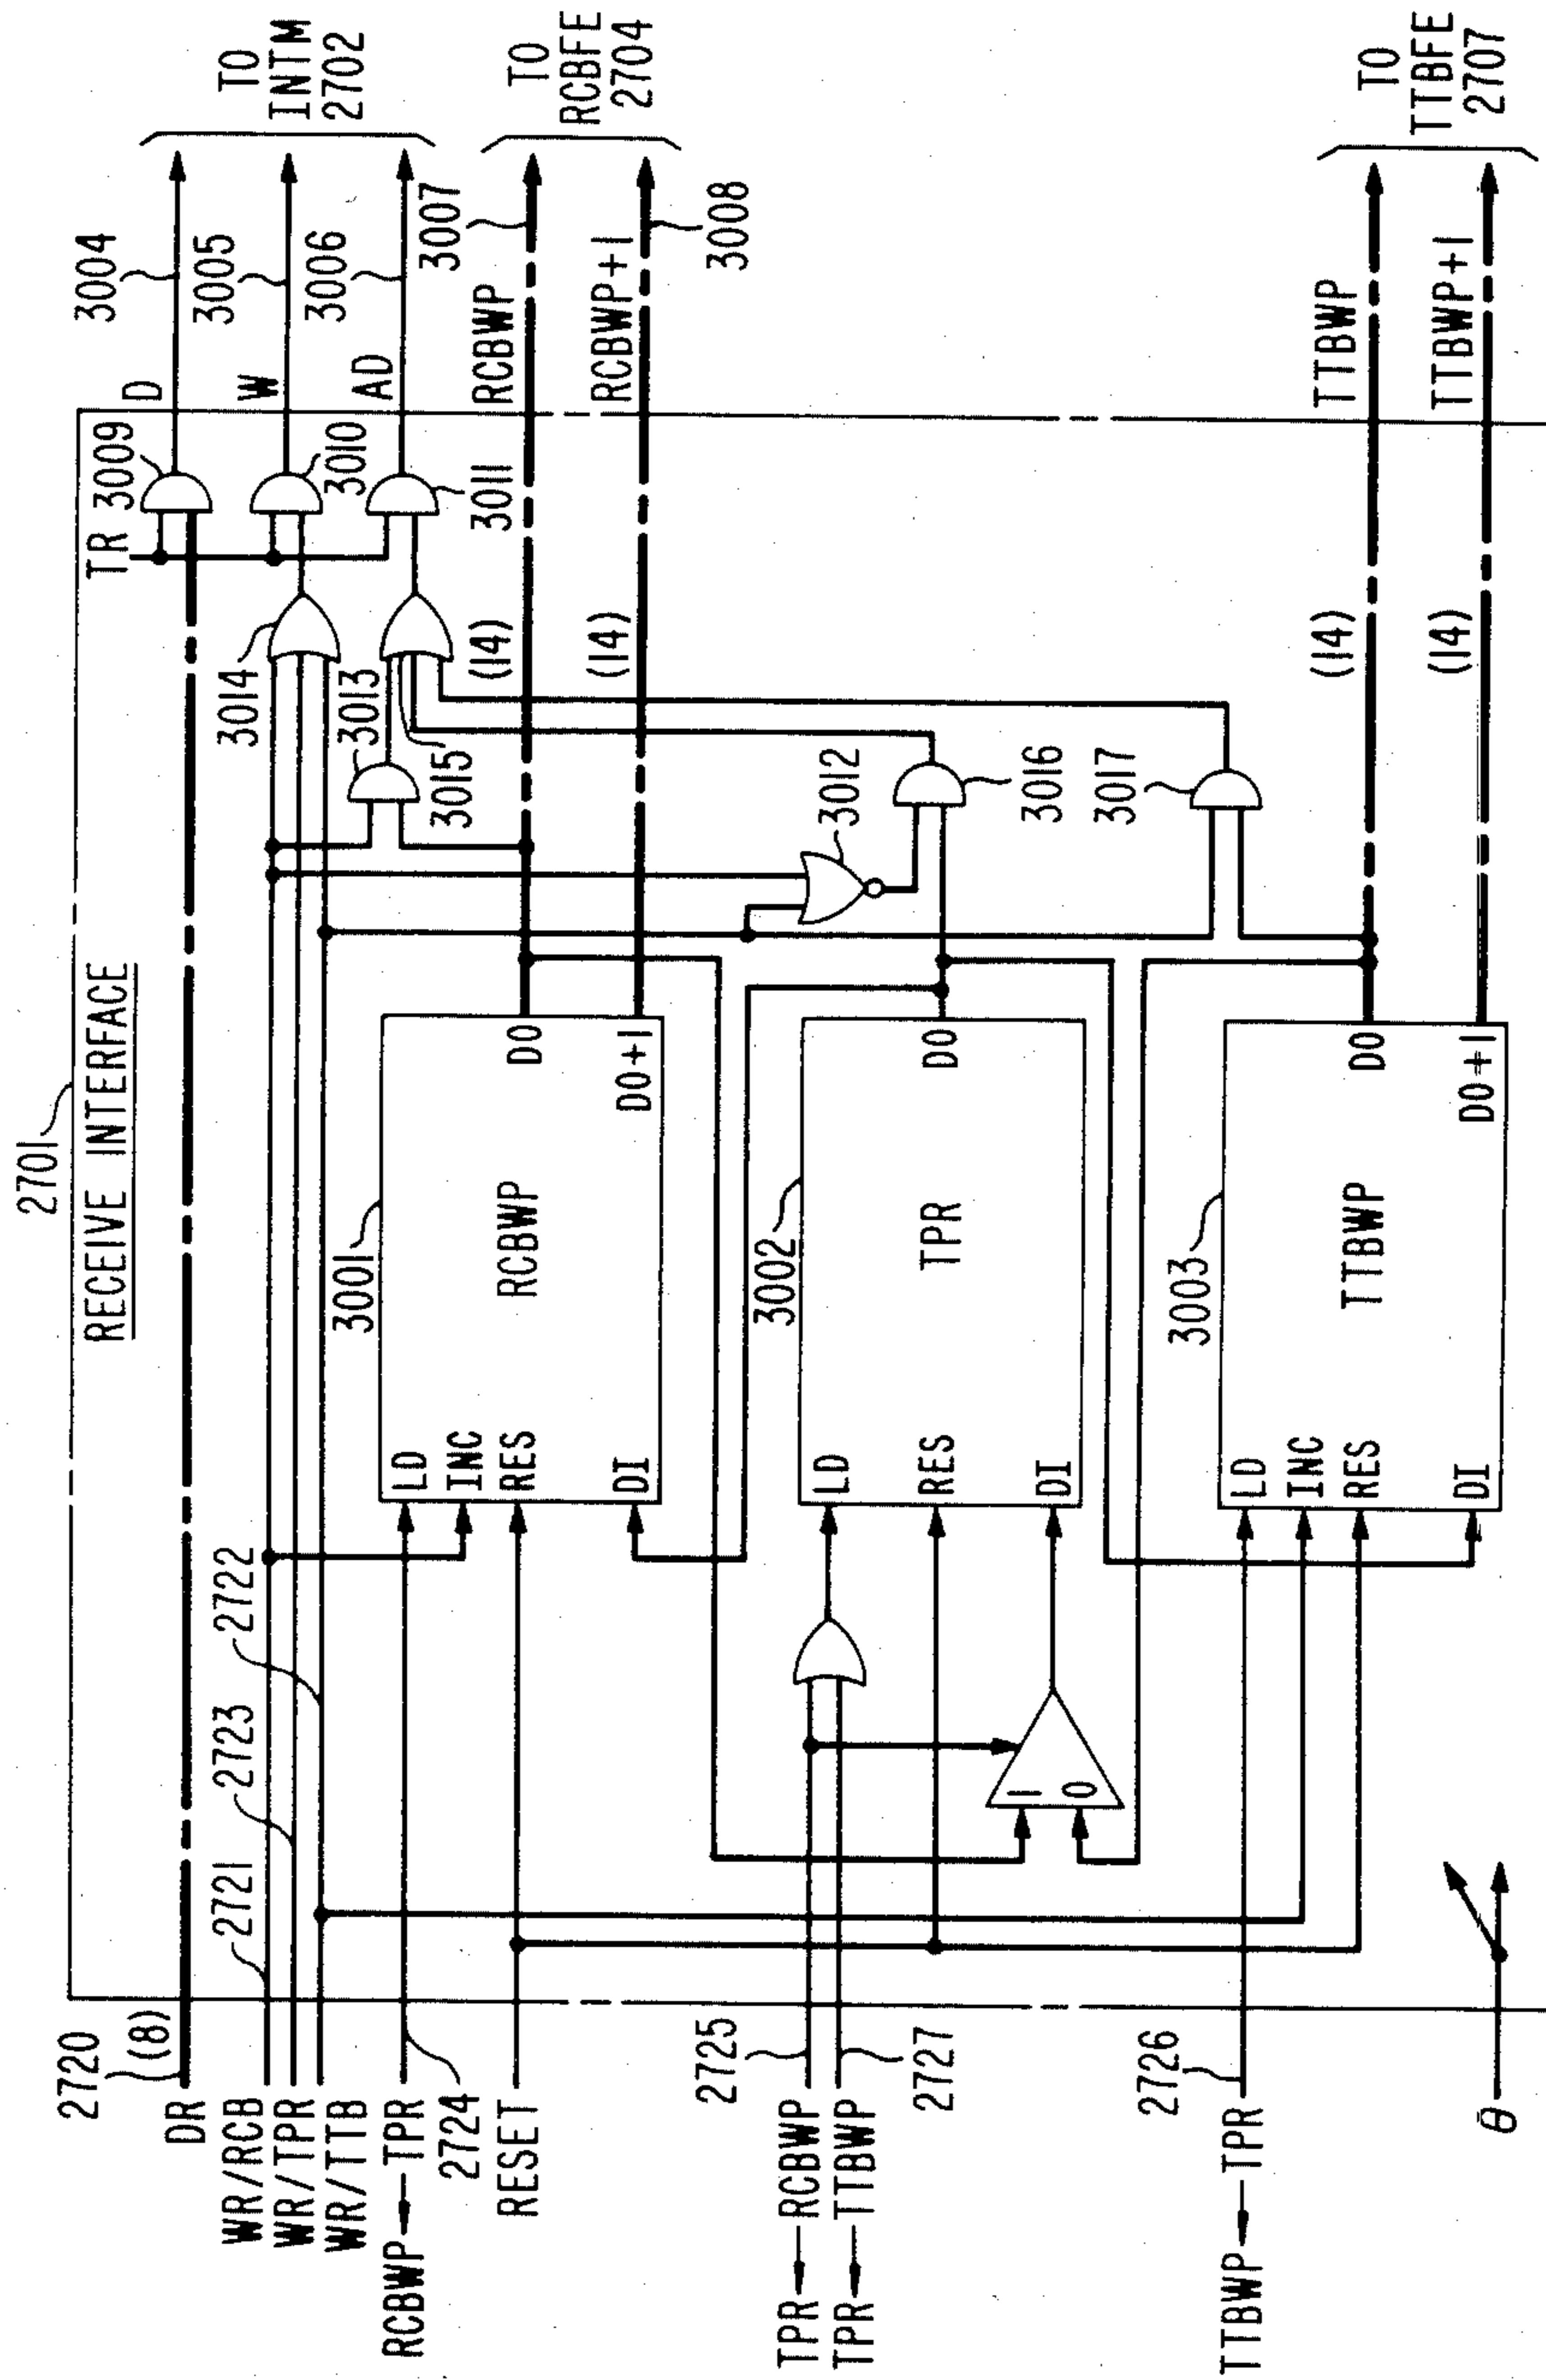 2701
RECEIVE INTERFACE
2720
(8)
DR
WR/RCB
WR/TPR
WR/TTB
2721
2723
2722
RCBWP←TPR
2724
RESET
TPR←RCBWP
TPR←TTBWP
2725
2727
TTBWP←TPR
2726
θ
3001
LD
INC
RES
DI
RCBWP
DO
DO+1
3002
LD
RES
DI
TPR
DO
1
0
3003
LD
INC
RES
DI
TTBWP
DO
DO+1
3014
3013
3015
3012
3016
3017
TR
3009
3010
3011
(14)
(14)
(14)
(14)
D
W
AD
RCBWP
RCBWP+1
TTBWP
TTBWP+1
3004
3005
3006
3007
3008
TO
INTM
2702
TO
RCBFE
2704
TO
TTBFE
2707